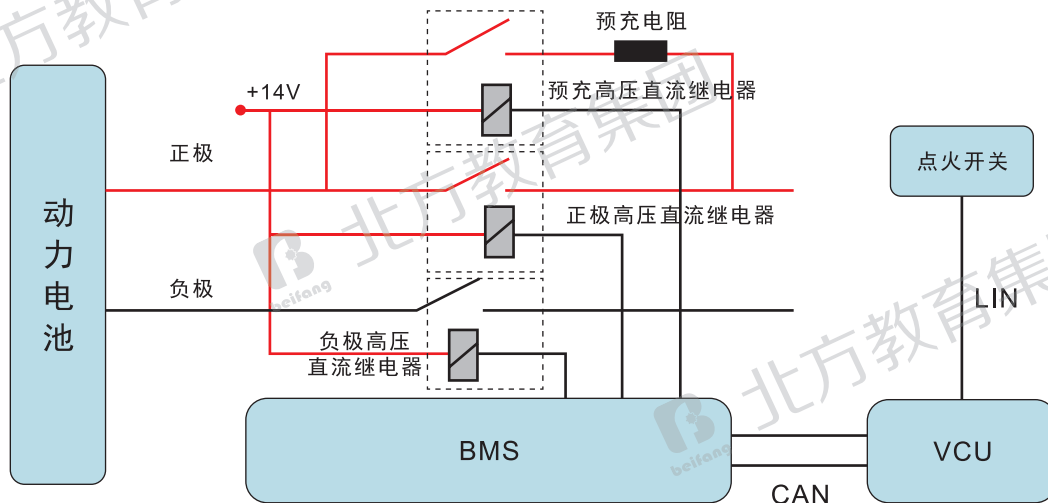 预充电阻
+14V
预充高压直流继电器
正极
点火开关
正极高压直流继电器
动力电池
负极
LIN
负极高压
直流继电器
BMS
VCU
CAN
北方教育集团
beifang
北方教育集团
beifang
北方教育集